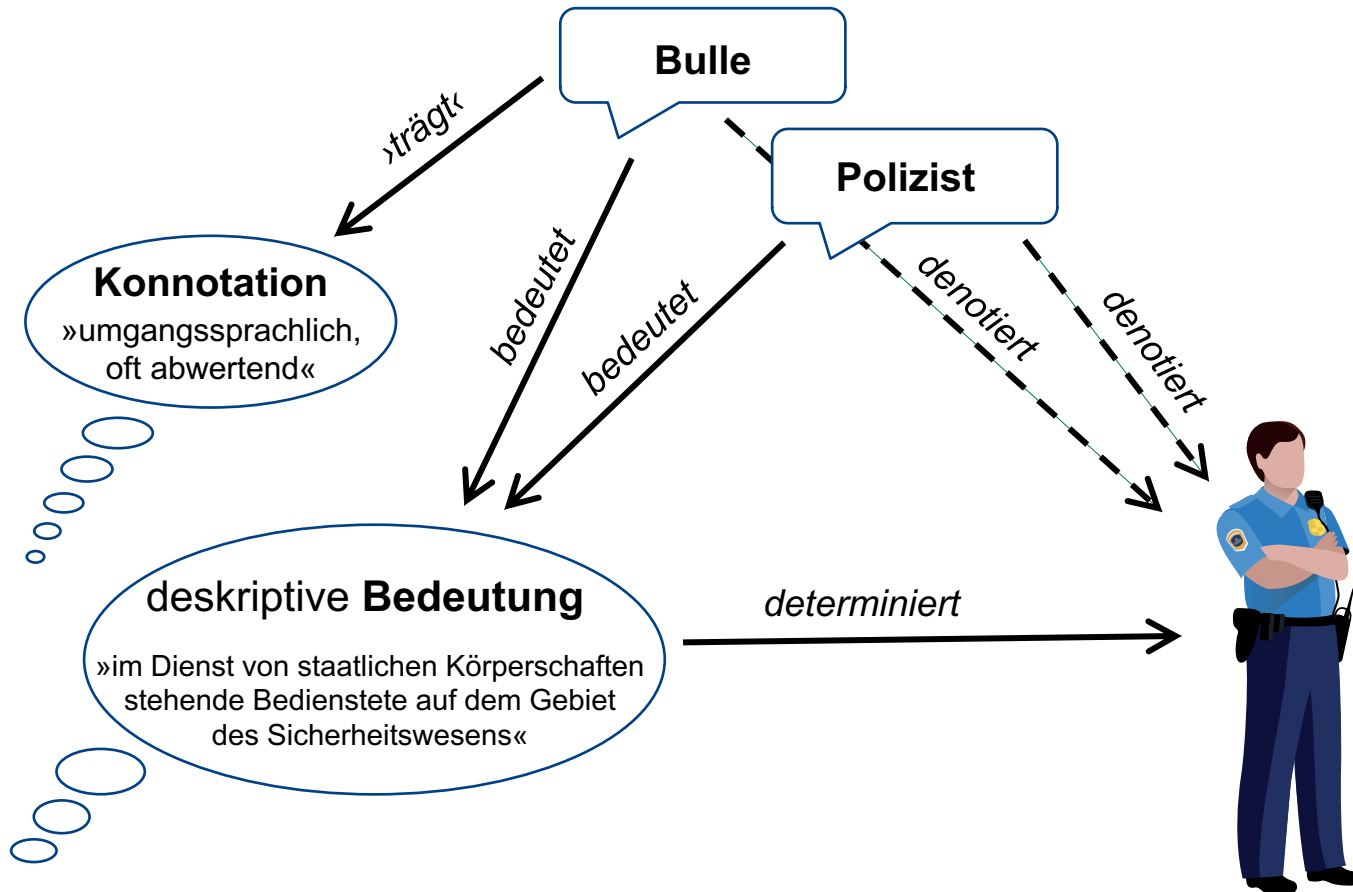 Bulle
›trägt‹
Polizist
Konnotation
»umgangssprachlich,
oft abwertend«
bedeutet
bedeutet
denotiert
denotiert
deskriptive Bedeutung
»im Dienst von staatlichen Körperschaften
stehende Bedienstete auf dem Gebiet
des Sicherheitswesens«
determiniert